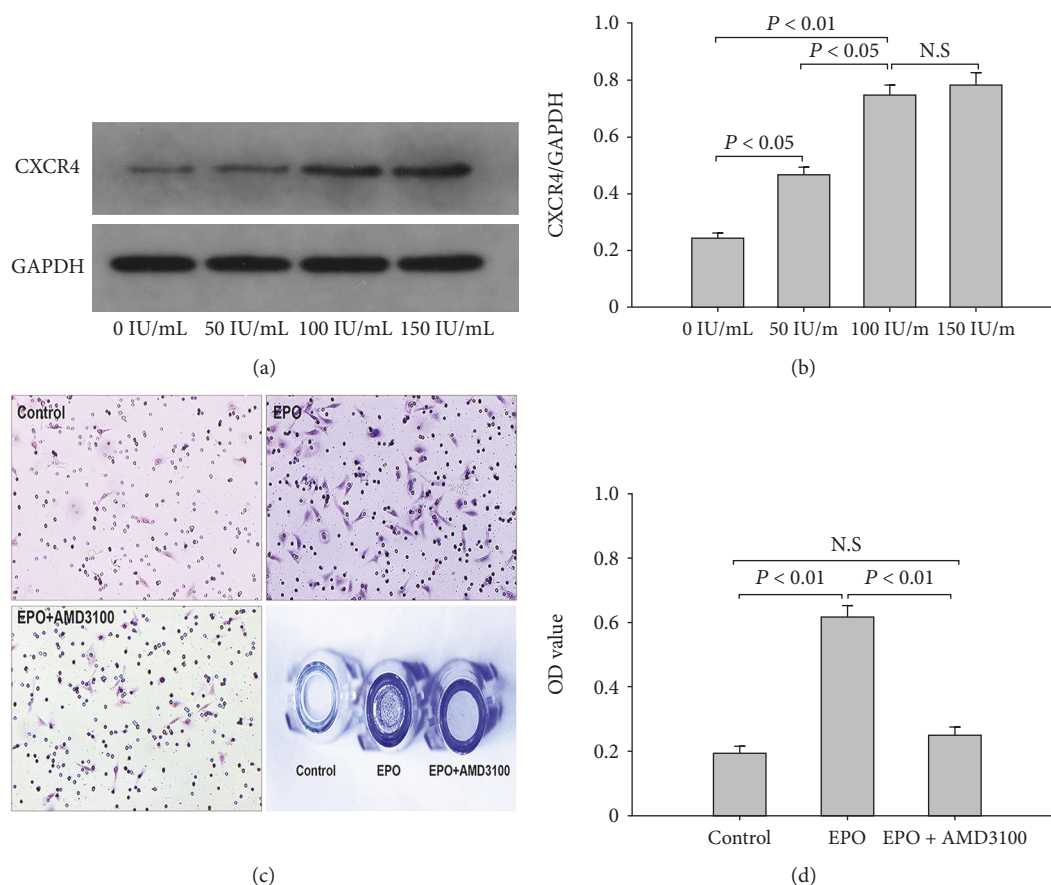 CXCR4
GAPDH
0 IU/mL 50 IU/mL 100 IU/mL 150 IU/mL
(a)
CXCR4/GAPDH
1.0
0.8
0.6
0.4
0.2
0
P < 0.01
P < 0.05
N.S
P < 0.05
0 IU/mL 50 IU/m 100 IU/m 150 IU/m
(b)
Control
EPO
EPO+AMD3100
Control EPO EPO+AMD3100
(c)
OD value
1.0
0.8
0.6
0.4
0.2
0
N.S
P < 0.01 P < 0.01
Control EPO EPO + AMD3100
(d)